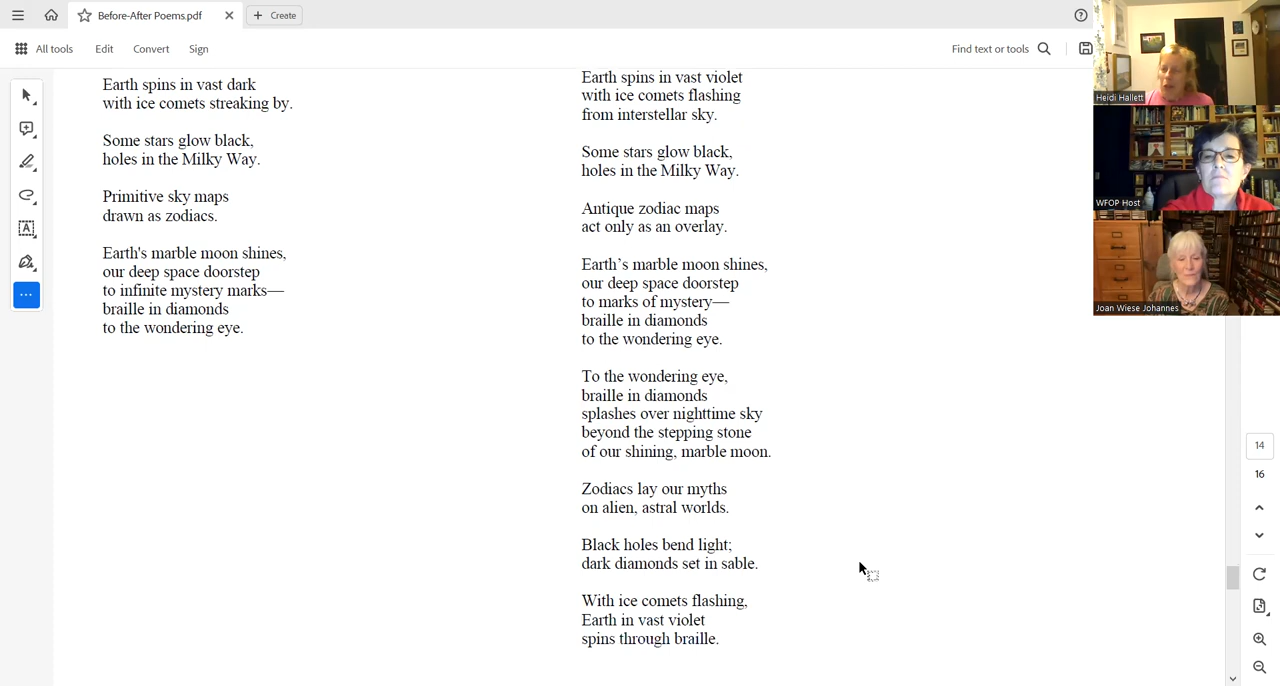 Before-After Poems.pdf
Create
All tools
Edit
Convert
Sign
Find text or tools
Earth spins in vast dark
with ice comets streaking by.
Some stars glow black,
holes in the Milky Way.
Primitive sky maps
drawn as zodiacs.
Earth's marble moon shines,
our deep space doorstep
to infinite mystery marks—
braille in diamonds
to the wondering eye.
Earth spins in vast violet
with ice comets flashing
from interstellar sky.
Some stars glow black,
holes in the Milky Way.
Antique zodiac maps
act only as an overlay.
Earth’s marble moon shines,
our deep space doorstep
to marks of mystery—
braille in diamonds
to the wondering eye.
To the wondering eye,
braille in diamonds
splashes over nighttime sky
beyond the stepping stone
of our shining, marble moon.
Zodiacs lay our myths
on alien, astral worlds.
Black holes bend light;
dark diamonds set in sable.
With ice comets flashing,
Earth in vast violet
spins through braille.
Heidi Hallett
WFOP Host
Joan Wiese Johannes
14
16